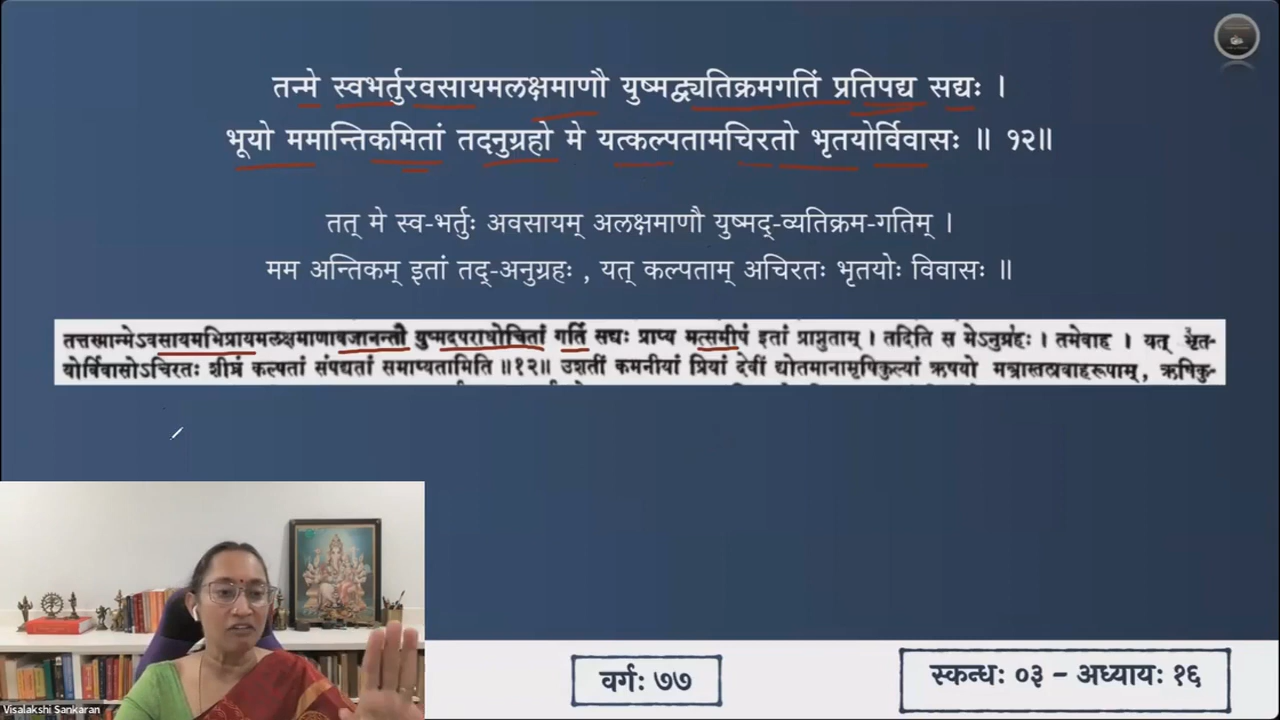 तन्मे स्वभर्तुरवसायमलक्षमाणौ युष्मद्व्यतिक्रमगतिं प्रतिपद्य सद्यः ।
भूयो ममान्तिकमितां तदनुग्रहो मे यत्कल्पतामचिरतो भृतयोर्विवासः ॥ १२॥
तत् मे स्व-भर्तुः अवसायम् अलक्षमाणौ युष्मद्-व्यतिक्रम-गतिम् ।
मम अन्तिकम् इतां तद्-अनुग्रहः , यत् कल्पताम् अचिरतः भृतयोः विवासः ॥
तत्तस्मान्मेऽवसायमभिप्रायमलक्षमाणावजानन्तौ युष्मदपराधोचितां गतिं सद्यः प्राप्य मत्समीपं इतां प्राप्नुताम् । तदिति स मेऽनुग्रहः । तमेवाह । यत् भृत-
योर्विवासोऽचिरतः शीघ्रं कल्पतां संपद्यतां समाप्यतामिति ॥१२॥ उशतीं कमनीयां प्रियां देवीं द्योतमानामृषिकुल्यां ऋषयो मन्त्रास्तत्प्रवाहरूपाम्, ऋषिकु-
Visalakshi Sankaran
वर्गः ७७
स्कन्धः ०३ – अध्यायः १६